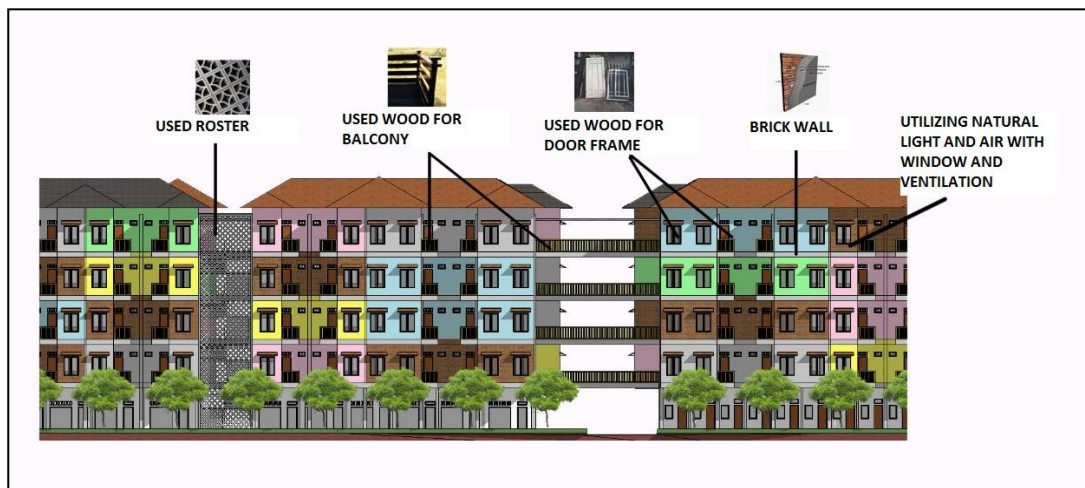 USED ROSTER
USED WOOD FOR
BALCONY
USED WOOD FOR
DOOR FRAME
BRICK WALL
UTILIZING NATURAL
LIGHT AND AIR WITH
WINDOW AND
VENTILATION